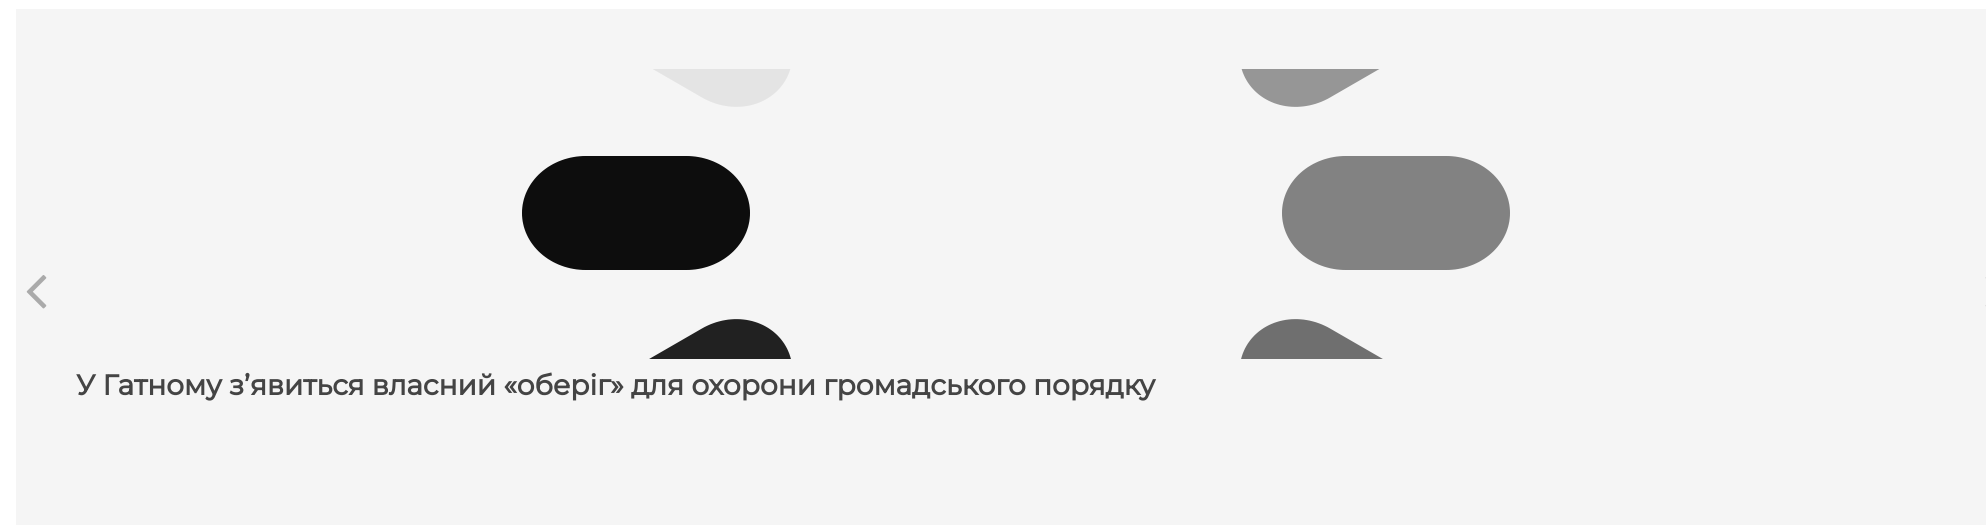 У Гатному з’явиться власний «оберіг» для охорони громадського порядку